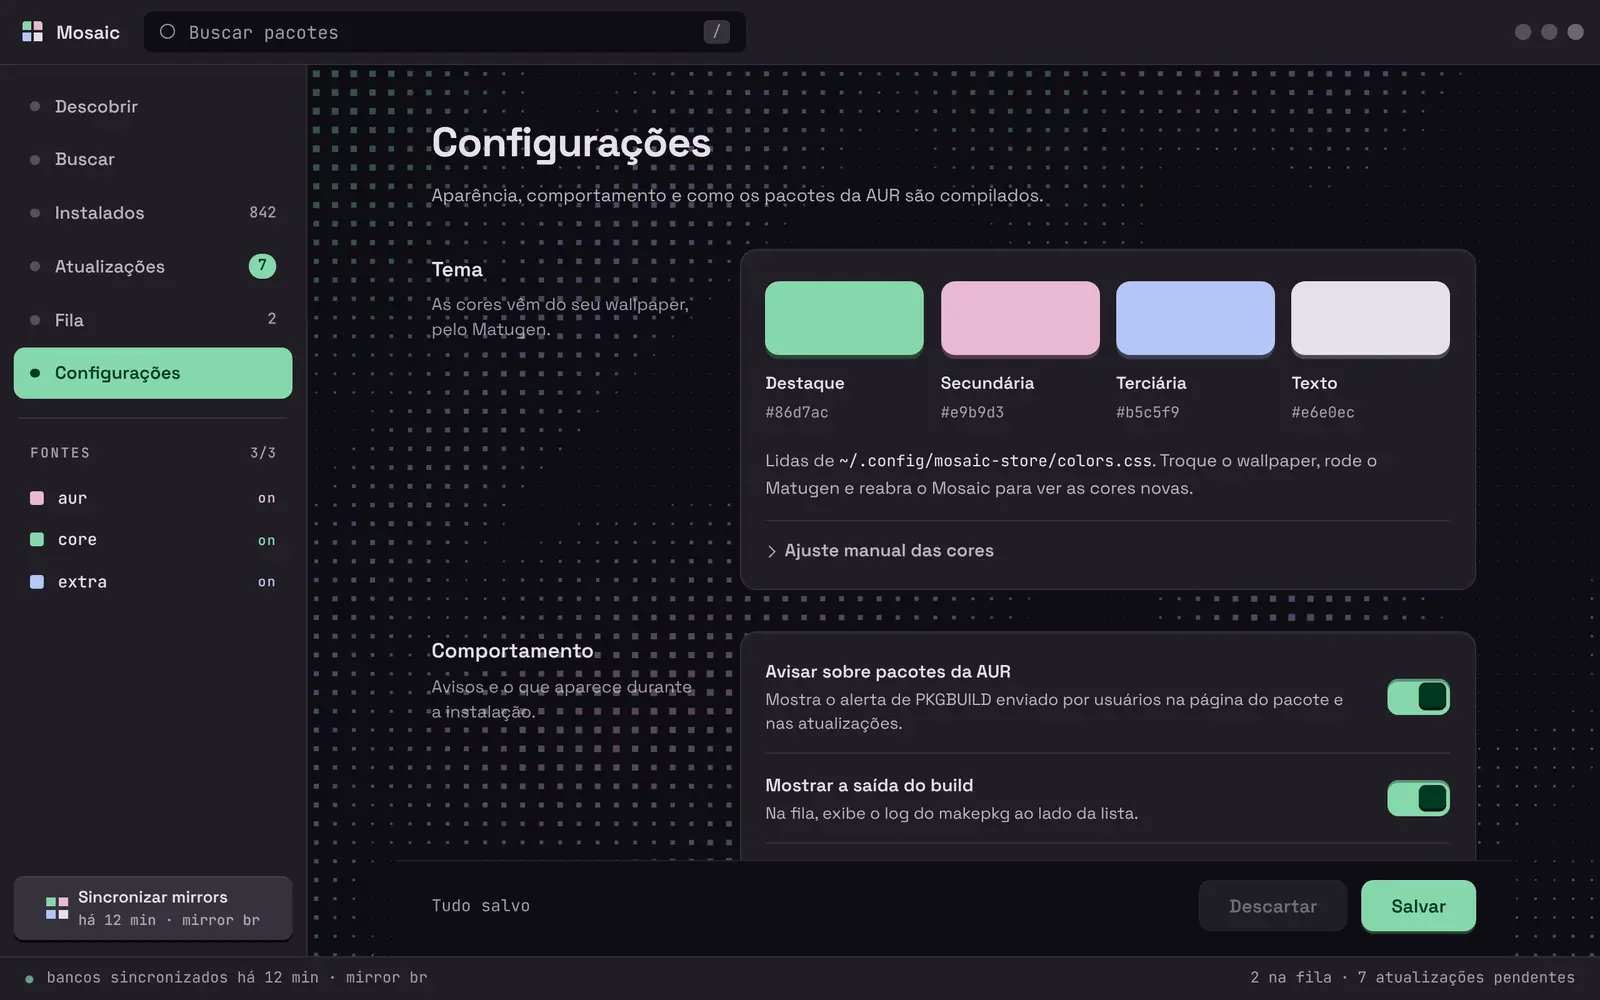 Mosaic
Buscar pacotes
/
Descobrir
Buscar
Instalados 842
Atualizações 7
Fila 2
Configurações
FONTES 3/3
aur on
core on
extra on
Sincronizar mirrors
há 12 min · mirror br
Configurações
Aparência, comportamento e como os pacotes da AUR são compilados.
Tema
As cores vêm do seu wallpaper,
pelo Matugen.
Destaque
#86d7ac
Secundária
#e9b9d3
Terciária
#b5c5f9
Texto
#e6e0ec
Lidas de ~/.config/mosaic-store/colors.css. Troque o wallpaper, rode o
Matugen e reabra o Mosaic para ver as cores novas.
Ajuste manual das cores
Comportamento
Avisos e o que aparece durante
a instalação.
Avisar sobre pacotes da AUR
Mostra o alerta de PKGBUILD enviado por usuários na página do pacote e
nas atualizações.
Mostrar a saída do build
Na fila, exibe o log do makepkg ao lado da lista.
Tudo salvo
Descartar
Salvar
bancos sincronizados há 12 min · mirror br
2 na fila · 7 atualizações pendentes